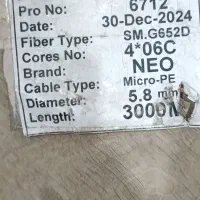 Pro No: 6712
Date: 30-Dec-2024
Fiber Type: SM.G652D
Cores No: 4*06C
Brand: NEO
Cable Type: Micro-PE
Diameter: 5.8 mm
Length: 3000M